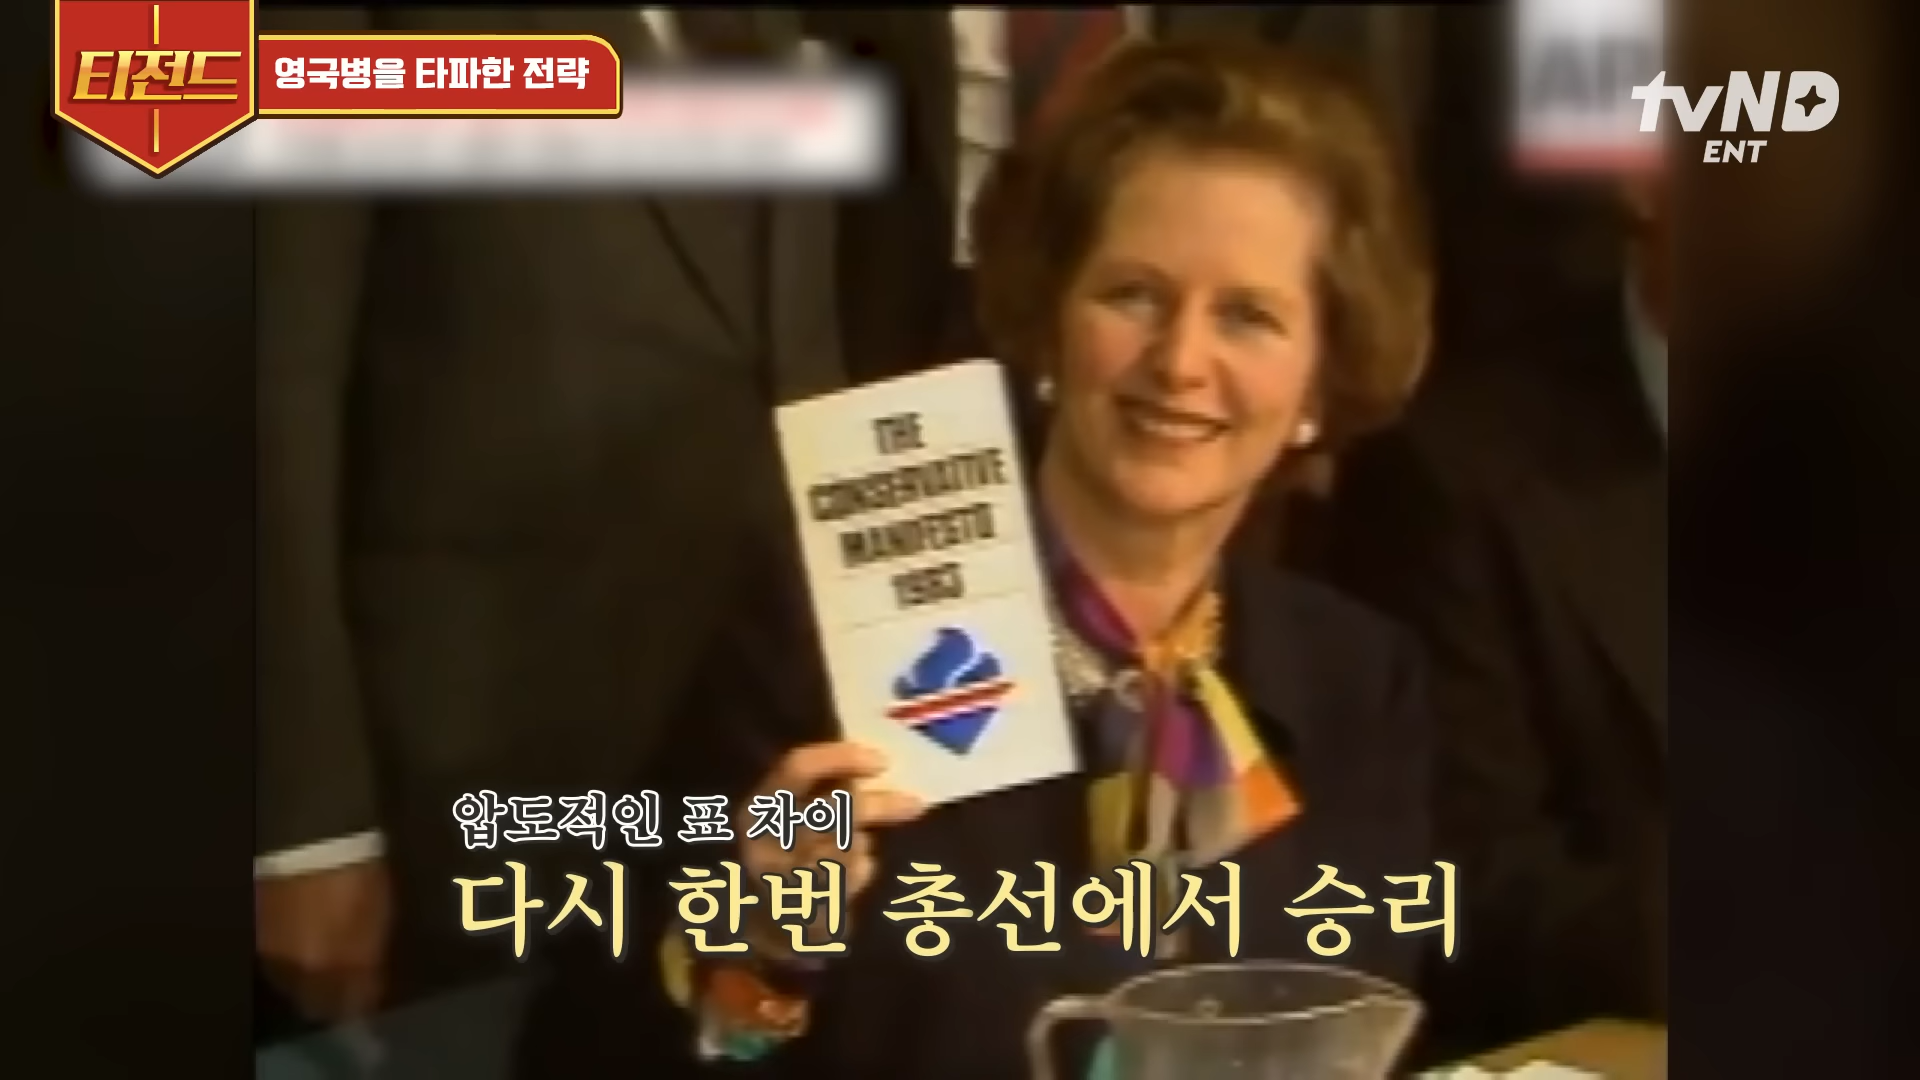 티전드
영국병을 타파한 전략
tvND
ENT
THE
CONSERVATIVE
MANIFESTO
1983
압도적인 표 차이
다시 한번 총선에서 승리